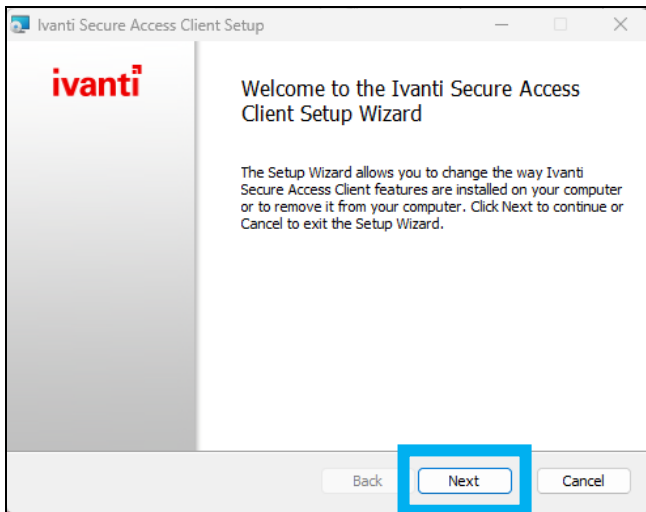 Ivanti Secure Access Client Setup
ivanti
Welcome to the Ivanti Secure Access
Client Setup Wizard
The Setup Wizard allows you to change the way Ivanti
Secure Access Client features are installed on your computer
or to remove it from your computer. Click Next to continue or
Cancel to exit the Setup Wizard.
Back Next Cancel